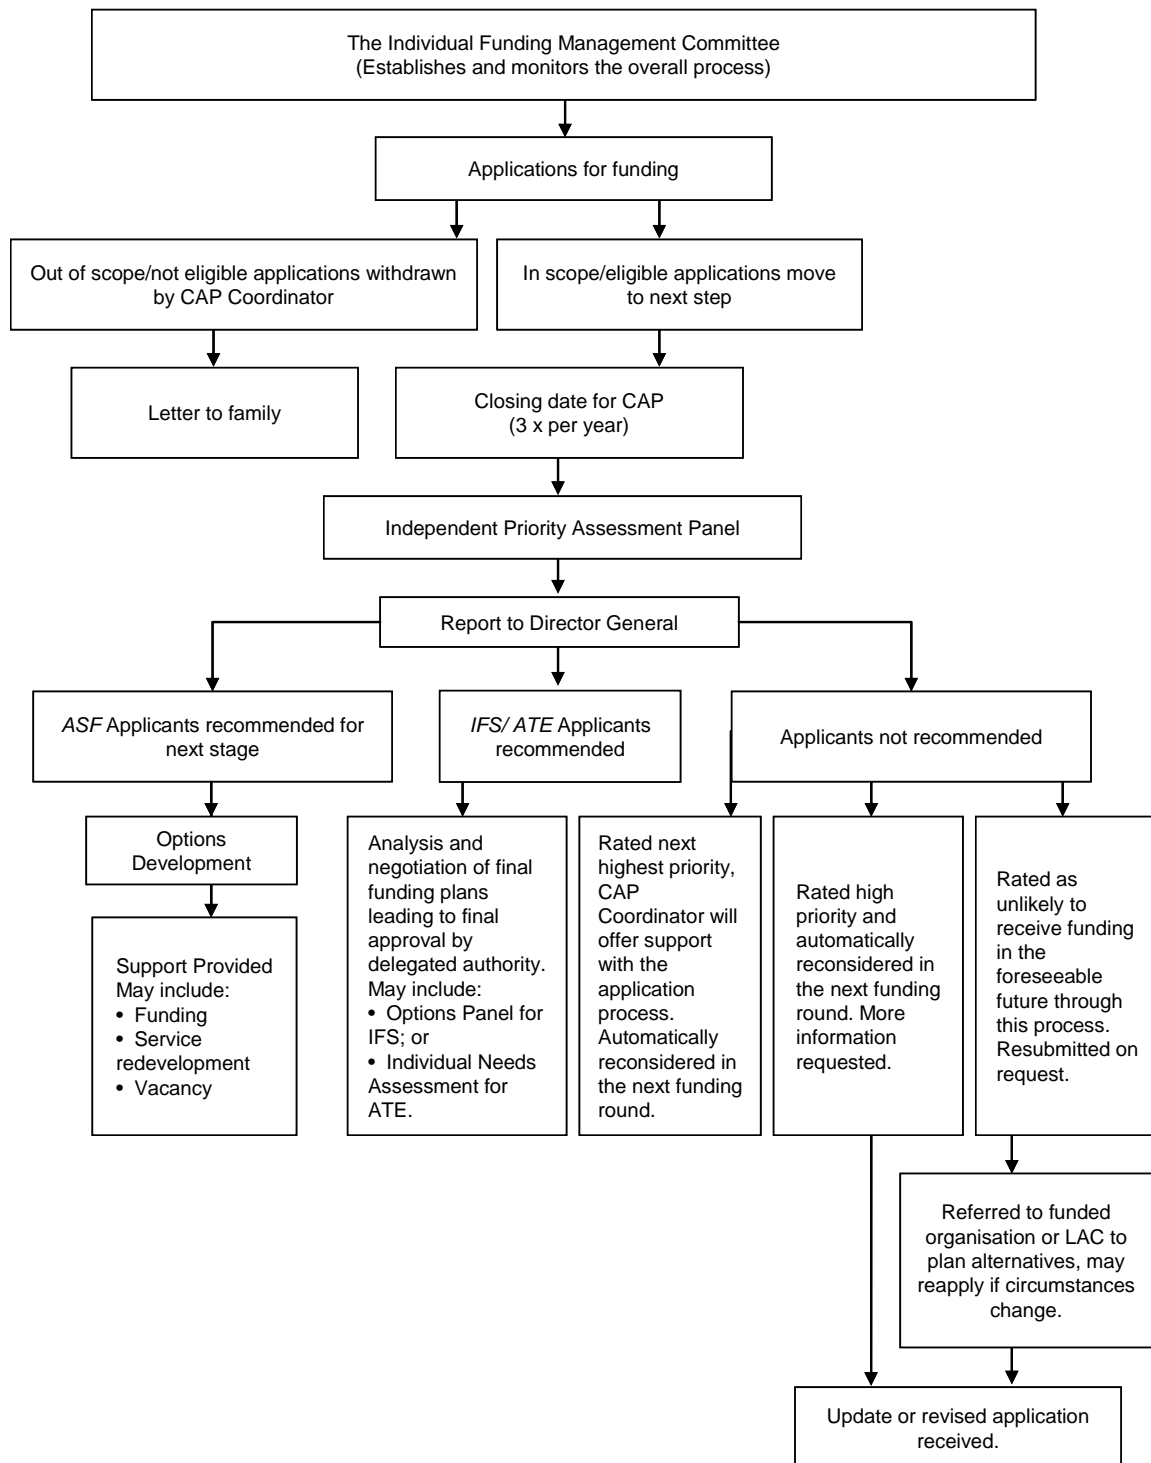 The Individual Funding Management Committee
(Establishes and monitors the overall process)
Applications for funding
Out of scope/not eligible applications withdrawn
by CAP Coordinator
In scope/eligible applications move
to next step
Letter to family
Closing date for CAP
(3 x per year)
Independent Priority Assessment Panel
Report to Director General
ASF Applicants recommended for
next stage
IFS/ ATE Applicants
recommended
Applicants not recommended
Options
Development
Support Provided
May include:
• Funding
• Service
redevelopment
• Vacancy
Analysis and
negotiation of final
funding plans
leading to final
approval by
delegated authority.
May include:
• Options Panel for
IFS; or
• Individual Needs
Assessment for
ATE.
Rated next
highest priority,
CAP
Coordinator will
offer support
with the
application
process.
Automatically
reconsidered in
the next funding
round.
Rated high
priority and
automatically
reconsidered in
the next funding
round. More
information
requested.
Rated as
unlikely to
receive funding
in the
foreseeable
future through
this process.
Resubmitted on
request.
Referred to funded
organisation or LAC to
plan alternatives, may
reapply if circumstances
change.
Update or revised application
received.